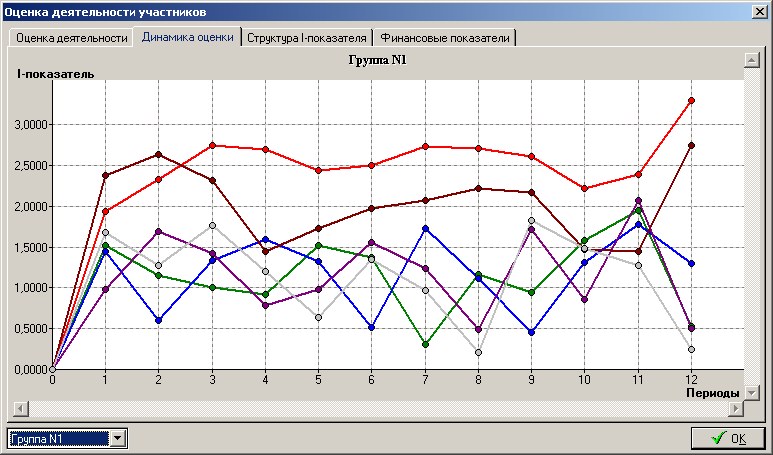 Оценка деятельности участников
Оценка деятельности Динамика оценки Структура I-показателя Финансовые показатели
Группа N1
I-показатель
3,0000
2,5000
2,0000
1,5000
1,0000
0,5000
0,0000
0 1 2 3 4 5 6 7 8 9 10 11 12
Периоды
Группа N1
OK